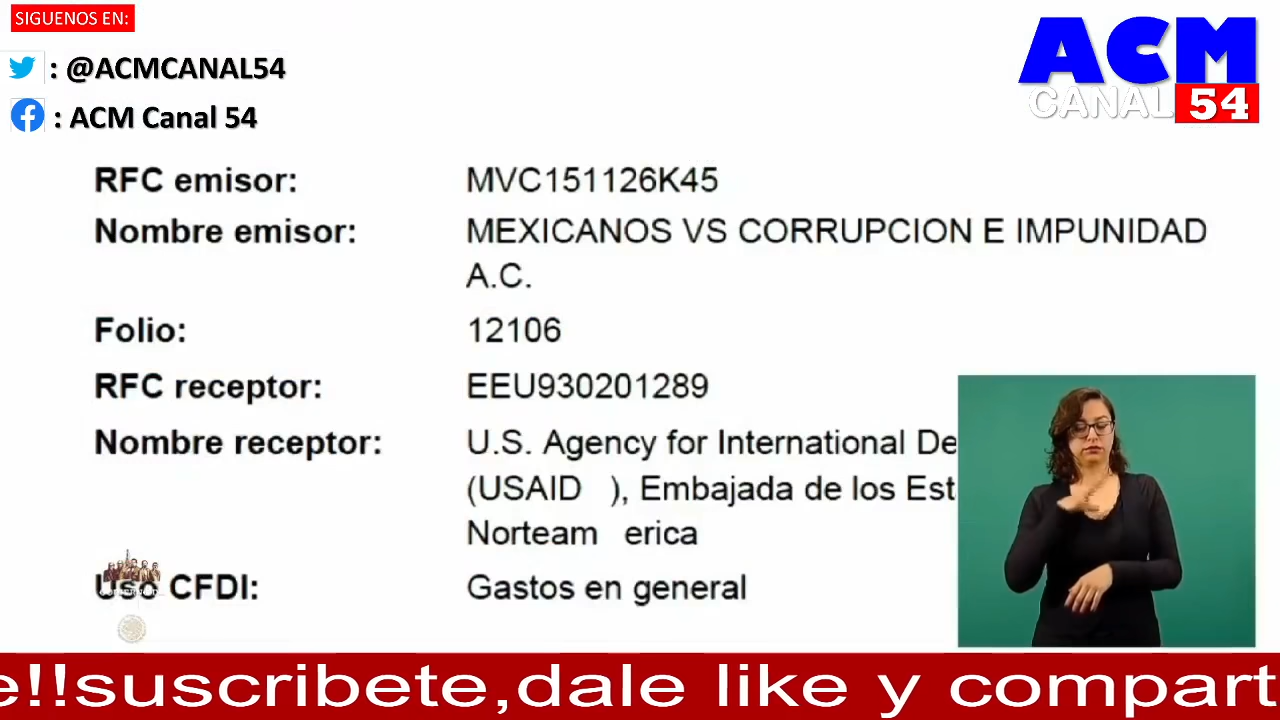 SIGUENOS EN:
: @ACMCANAL54
: ACM Canal 54
ACM
CANAL 54
RFC emisor: MVC151126K45
Nombre emisor: MEXICANOS VS CORRUPCION E IMPUNIDAD
A.C.
Folio: 12106
RFC receptor: EEU930201289
Nombre receptor: U.S. Agency for International De
(USAID ), Embajada de los Est
Norteam erica
Uso CFDI: Gastos en general
e!!suscribete,dale like y compart